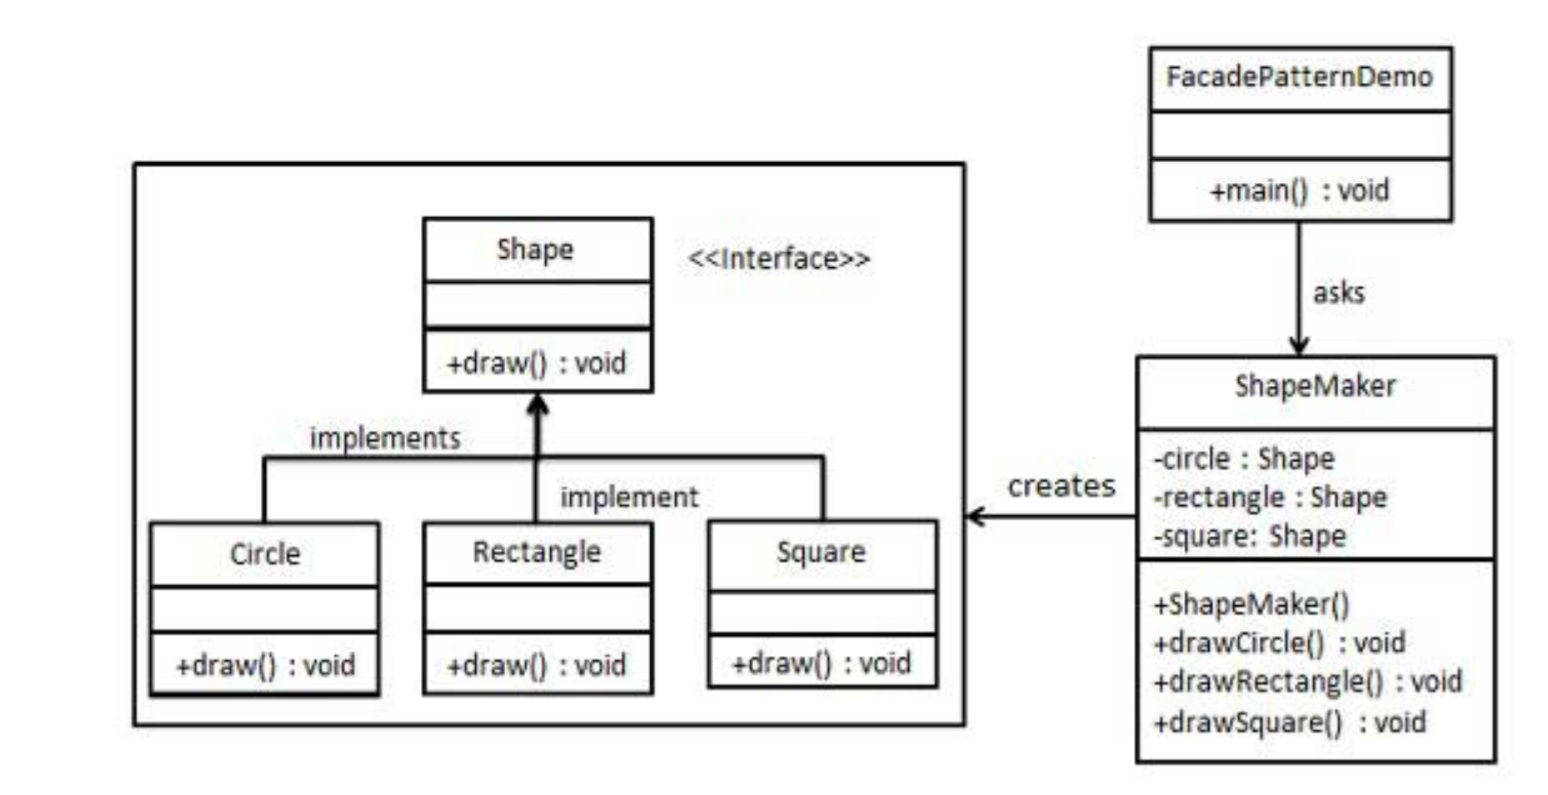 FacadePatternDemo
+main() : void
asks
Shape
<<Interface>>
+draw() : void
implements
implement
Circle
+draw() : void
Rectangle
+draw() : void
Square
+draw() : void
creates
ShapeMaker
-circle : Shape
-rectangle : Shape
-square: Shape
+ShapeMaker()
+drawCircle() : void
+drawRectangle() : void
+drawSquare() : void